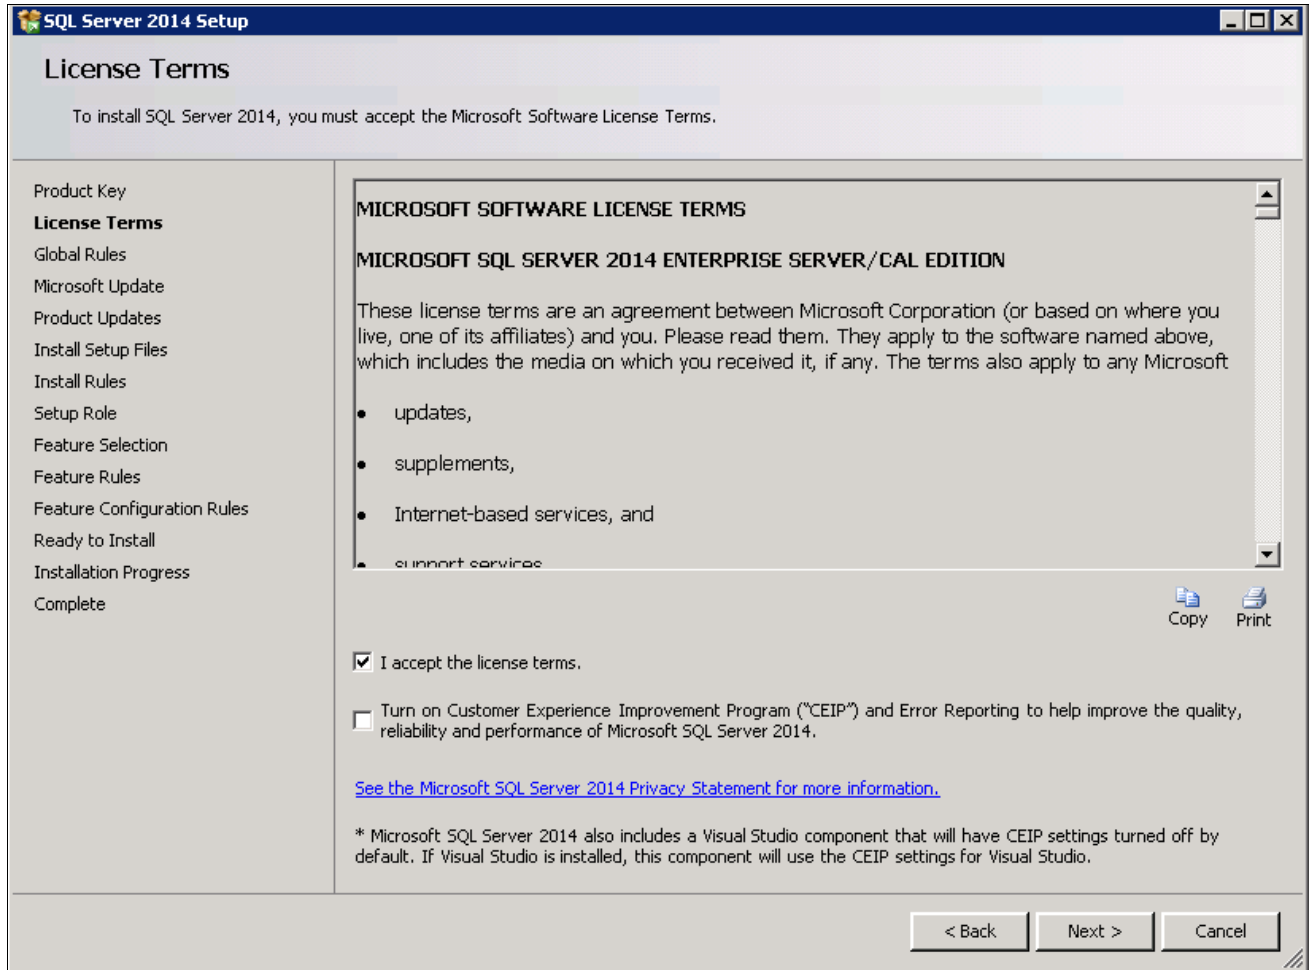 SQL Server 2014 Setup
License Terms
To install SQL Server 2014, you must accept the Microsoft Software License Terms.
Product Key
License Terms
Global Rules
Microsoft Update
Product Updates
Install Setup Files
Install Rules
Setup Role
Feature Selection
Feature Rules
Feature Configuration Rules
Ready to Install
Installation Progress
Complete
MICROSOFT SOFTWARE LICENSE TERMS
MICROSOFT SQL SERVER 2014 ENTERPRISE SERVER/CAL EDITION
These license terms are an agreement between Microsoft Corporation (or based on where you
live, one of its affiliates) and you. Please read them. They apply to the software named above,
which includes the media on which you received it, if any. The terms also apply to any Microsoft
• updates,
• supplements,
• Internet-based services, and
• support services
Copy
Print
I accept the license terms.
Turn on Customer Experience Improvement Program ("CEIP") and Error Reporting to help improve the quality,
reliability and performance of Microsoft SQL Server 2014.
See the Microsoft SQL Server 2014 Privacy Statement for more information.
* Microsoft SQL Server 2014 also includes a Visual Studio component that will have CEIP settings turned off by
default. If Visual Studio is installed, this component will use the CEIP settings for Visual Studio.
< Back
Next >
Cancel